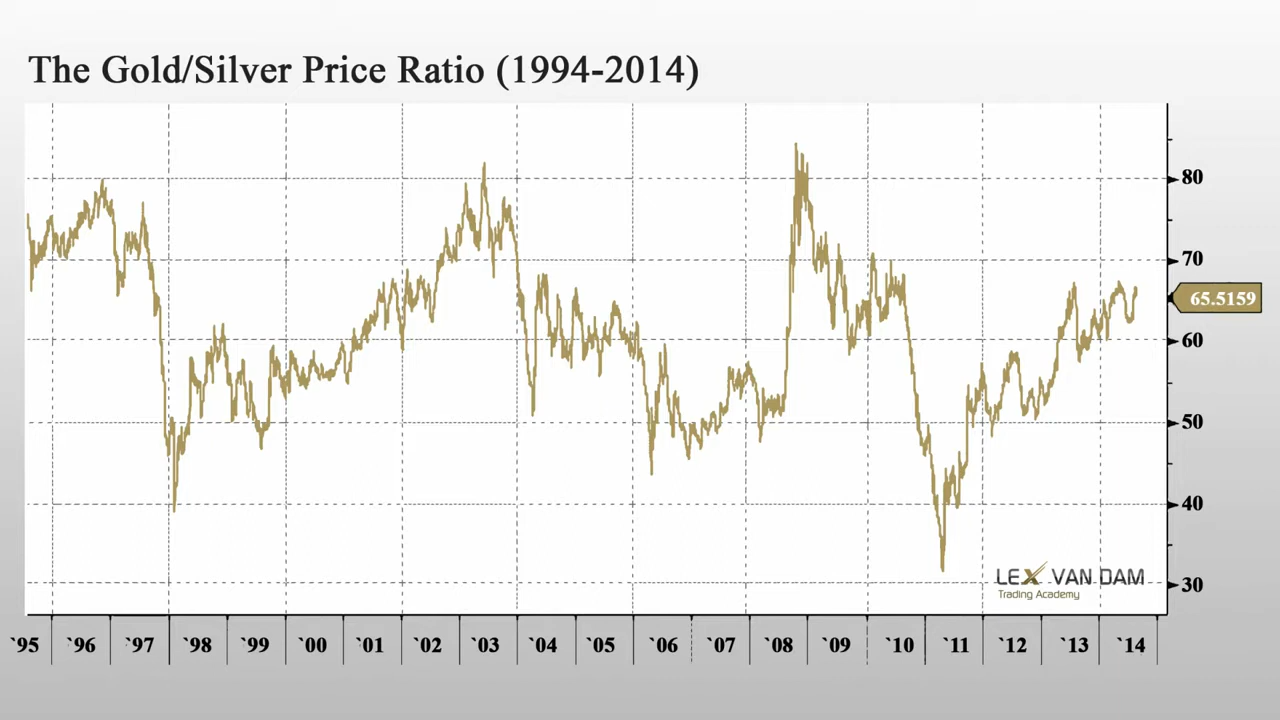 The Gold/Silver Price Ratio (1994-2014)
80
70
65.5159
60
50
40
30
LEX VAN DAM
Trading Academy
`95 `96 `97 `98 `99 `00 `01 `02 `03 `04 `05 `06 `07 `08 `09 `10 `11 `12 `13 `14